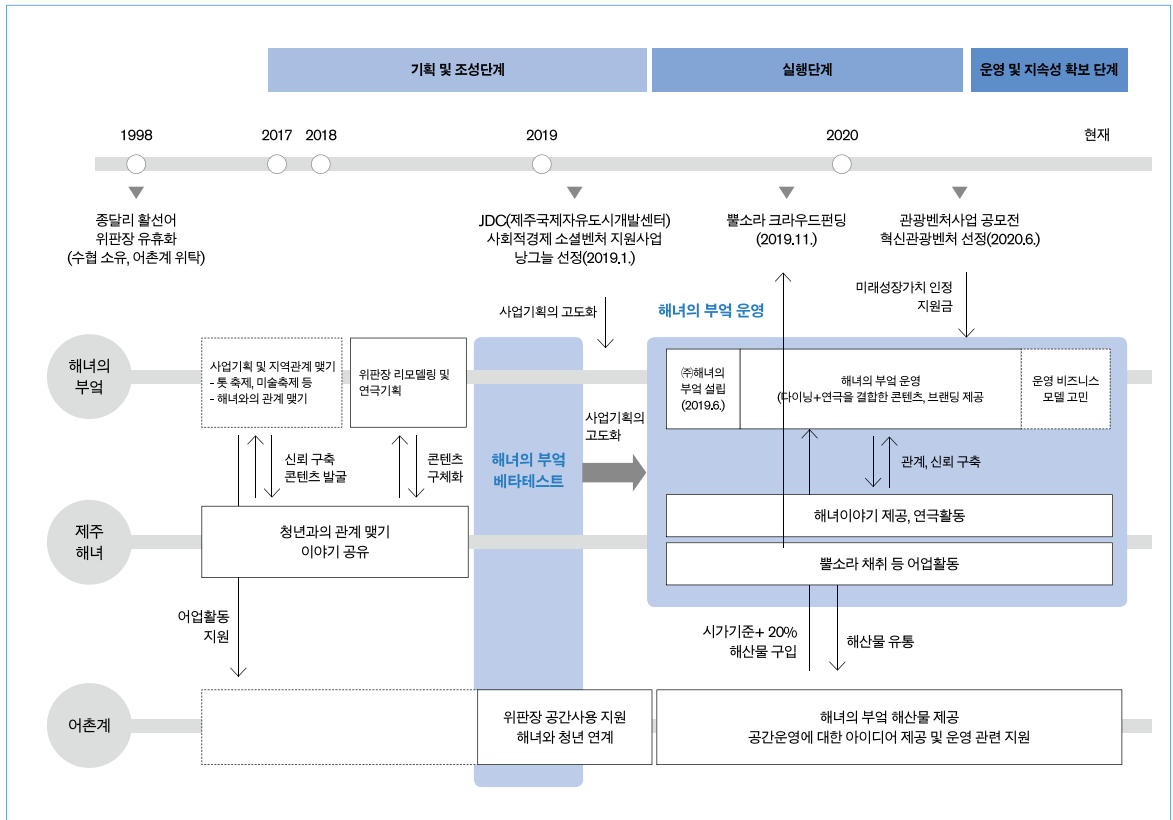 기획 및 조성단계
실행단계
운영 및 지속성 확보 단계
1998
2017
2018
2019
2020
현재
종달리 활선어
위판장 유휴화
(수협 소유, 어촌계 위탁)
JDC(제주국제자유도시개발센터)
사회적경제 소셜벤처 지원사업
낭그늘 선정(2019.1.)
뿔소라 크라우드펀딩
(2019.11.)
관광벤처사업 공모전
혁신관광벤처 선정(2020.6.)
사업기획의 고도화
해녀의 부엌 운영
미래성장가치 인정
지원금
해녀의
부엌
사업기획 및 지역관계 맺기
- 톳 축제, 미술축제 등
- 해녀와의 관계 맺기
위판장 리모델링 및
연극기획
㈜해녀의
부엌 설립
(2019.6.)
해녀의 부엌 운영
(다이닝+연극을 결합한 콘텐츠, 브랜딩 제공
운영 비즈니스
모델 고민
사업기획의
고도화
신뢰 구축
콘텐츠 발굴
콘텐츠
구체화
해녀의 부엌
베타테스트
관계, 신뢰 구축
제주
해녀
청년과의 관계 맺기
이야기 공유
해녀이야기 제공, 연극활동
뿔소라 채취 등 어업활동
어업활동
지원
시가기준+ 20%
해산물 구입
해산물 유통
어촌계
위판장 공간사용 지원
해녀와 청년 연계
해녀의 부엌 해산물 제공
공간운영에 대한 아이디어 제공 및 운영 관련 지원